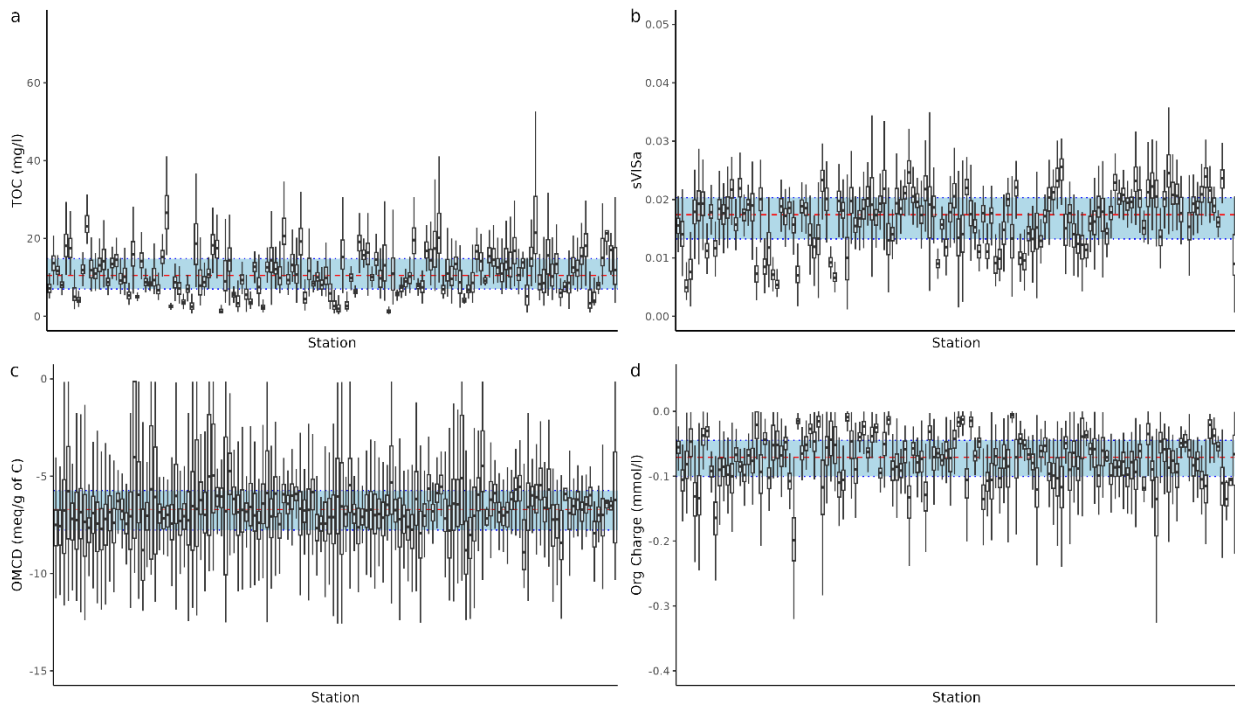 a
60
40
20
0
TOC (mg/l)
Station
b
0.05
0.04
0.03
0.02
0.01
0.00
sVISa
Station
c
0
-5
-10
-15
OMCD (meq/g of C)
Station
d
0.0
-0.1
-0.2
-0.3
-0.4
Org Charge (mmol/l)
Station